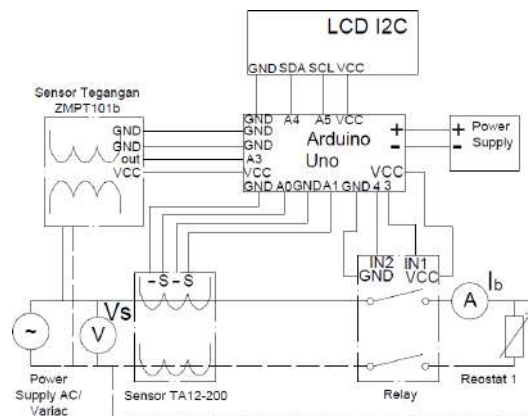 LCD I2C
GND SDA SCL VCC
Sensor Tegangan
ZMPT101b
GND
GND
out
VCC
GND A4 A5 VCC
GND
GND
A3
VCC
Arduino
Uno
+
-
+
-
Power
Supply
VCC
GND A0 GND A1 GND 4 3
- S - S
IN2 IN1
GND VCC
Vs
V
~
A
Ib
Power
Supply AC/
Variac
Sensor TA12-200
Relay
Reostat 1